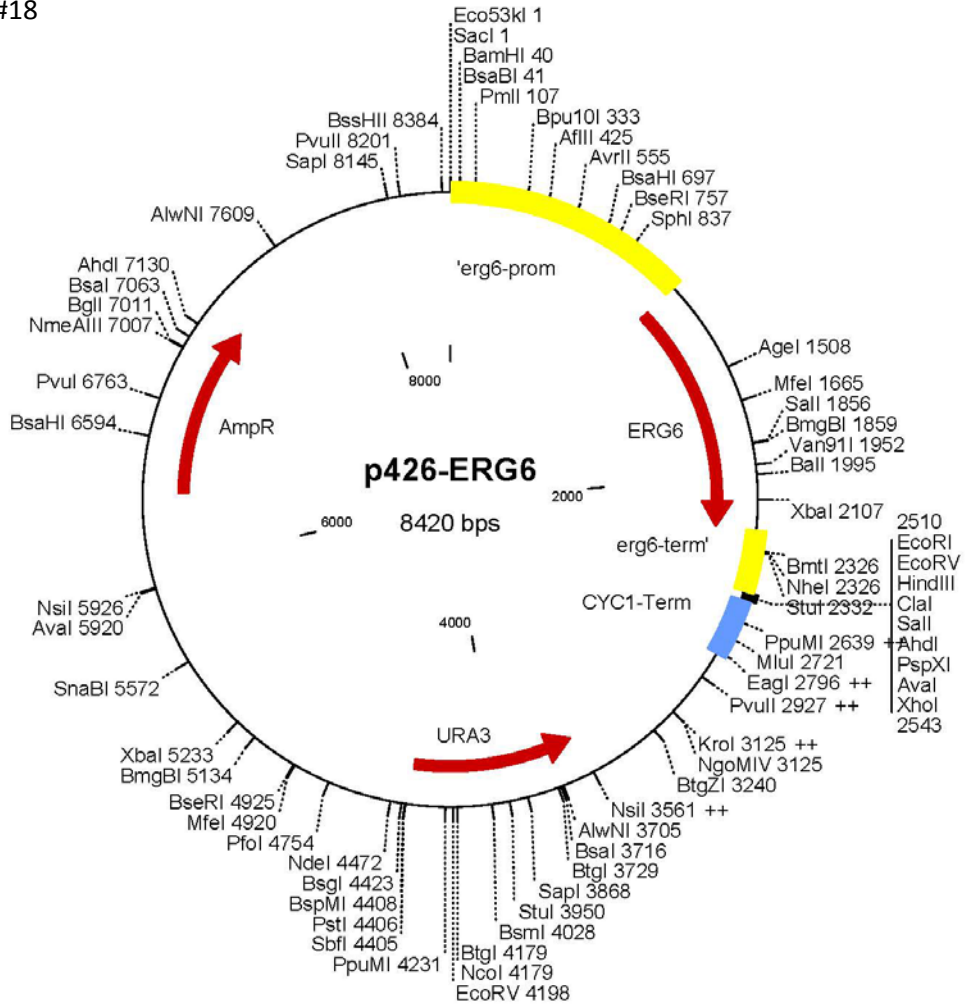 #18
Eco53kI 1
SacI 1
BamHI 40
BsaBI 41
PmlI 107
Bpu10I 333
AflII 425
AvrII 555
BsaHI 697
BseRI 757
SphI 837
BssHII 8384
PvuII 8201
SapI 8145
AlwNI 7609
AhdI 7130
BsaI 7063
BglI 7011
NmeAIII 7007
PvuI 6763
BsaHI 6594
'erg6-prom
8000
AgeI 1508
MfeI 1665
SalI 1856
BmgBI 1859
Van91I 1952
BalI 1995
XbaI 2107
AmpR
ERG6
p426-ERG6
8420 bps
2000
6000
4000
erg6-term'
CYC1-Term
BmtI 2326
NheI 2326
StuI 2332
2510
EcoRI
EcoRV
HindIII
ClaI
SalI
AhdI
PspXI
AvaI
XhoI
2543
PpuMI 2639 ++
MluI 2721
EagI 2796 ++
PvuII 2927 ++
KroI 3125 ++
NgoMIV 3125
BtgZI 3240
NsiI 3561 ++
AlwNI 3705
BsaI 3716
BtgI 3729
SapI 3868
StuI 3950
BsmI 4028
BtgI 4179
NcoI 4179
EcoRV 4198
URA3
NsiI 5926
AvaI 5920
SnaBI 5572
XbaI 5233
BmgBI 5134
BseRI 4925
MfeI 4920
PfoI 4754
NdeI 4472
BsgI 4423
BspMI 4408
PstI 4406
SbfI 4405
PpuMI 4231